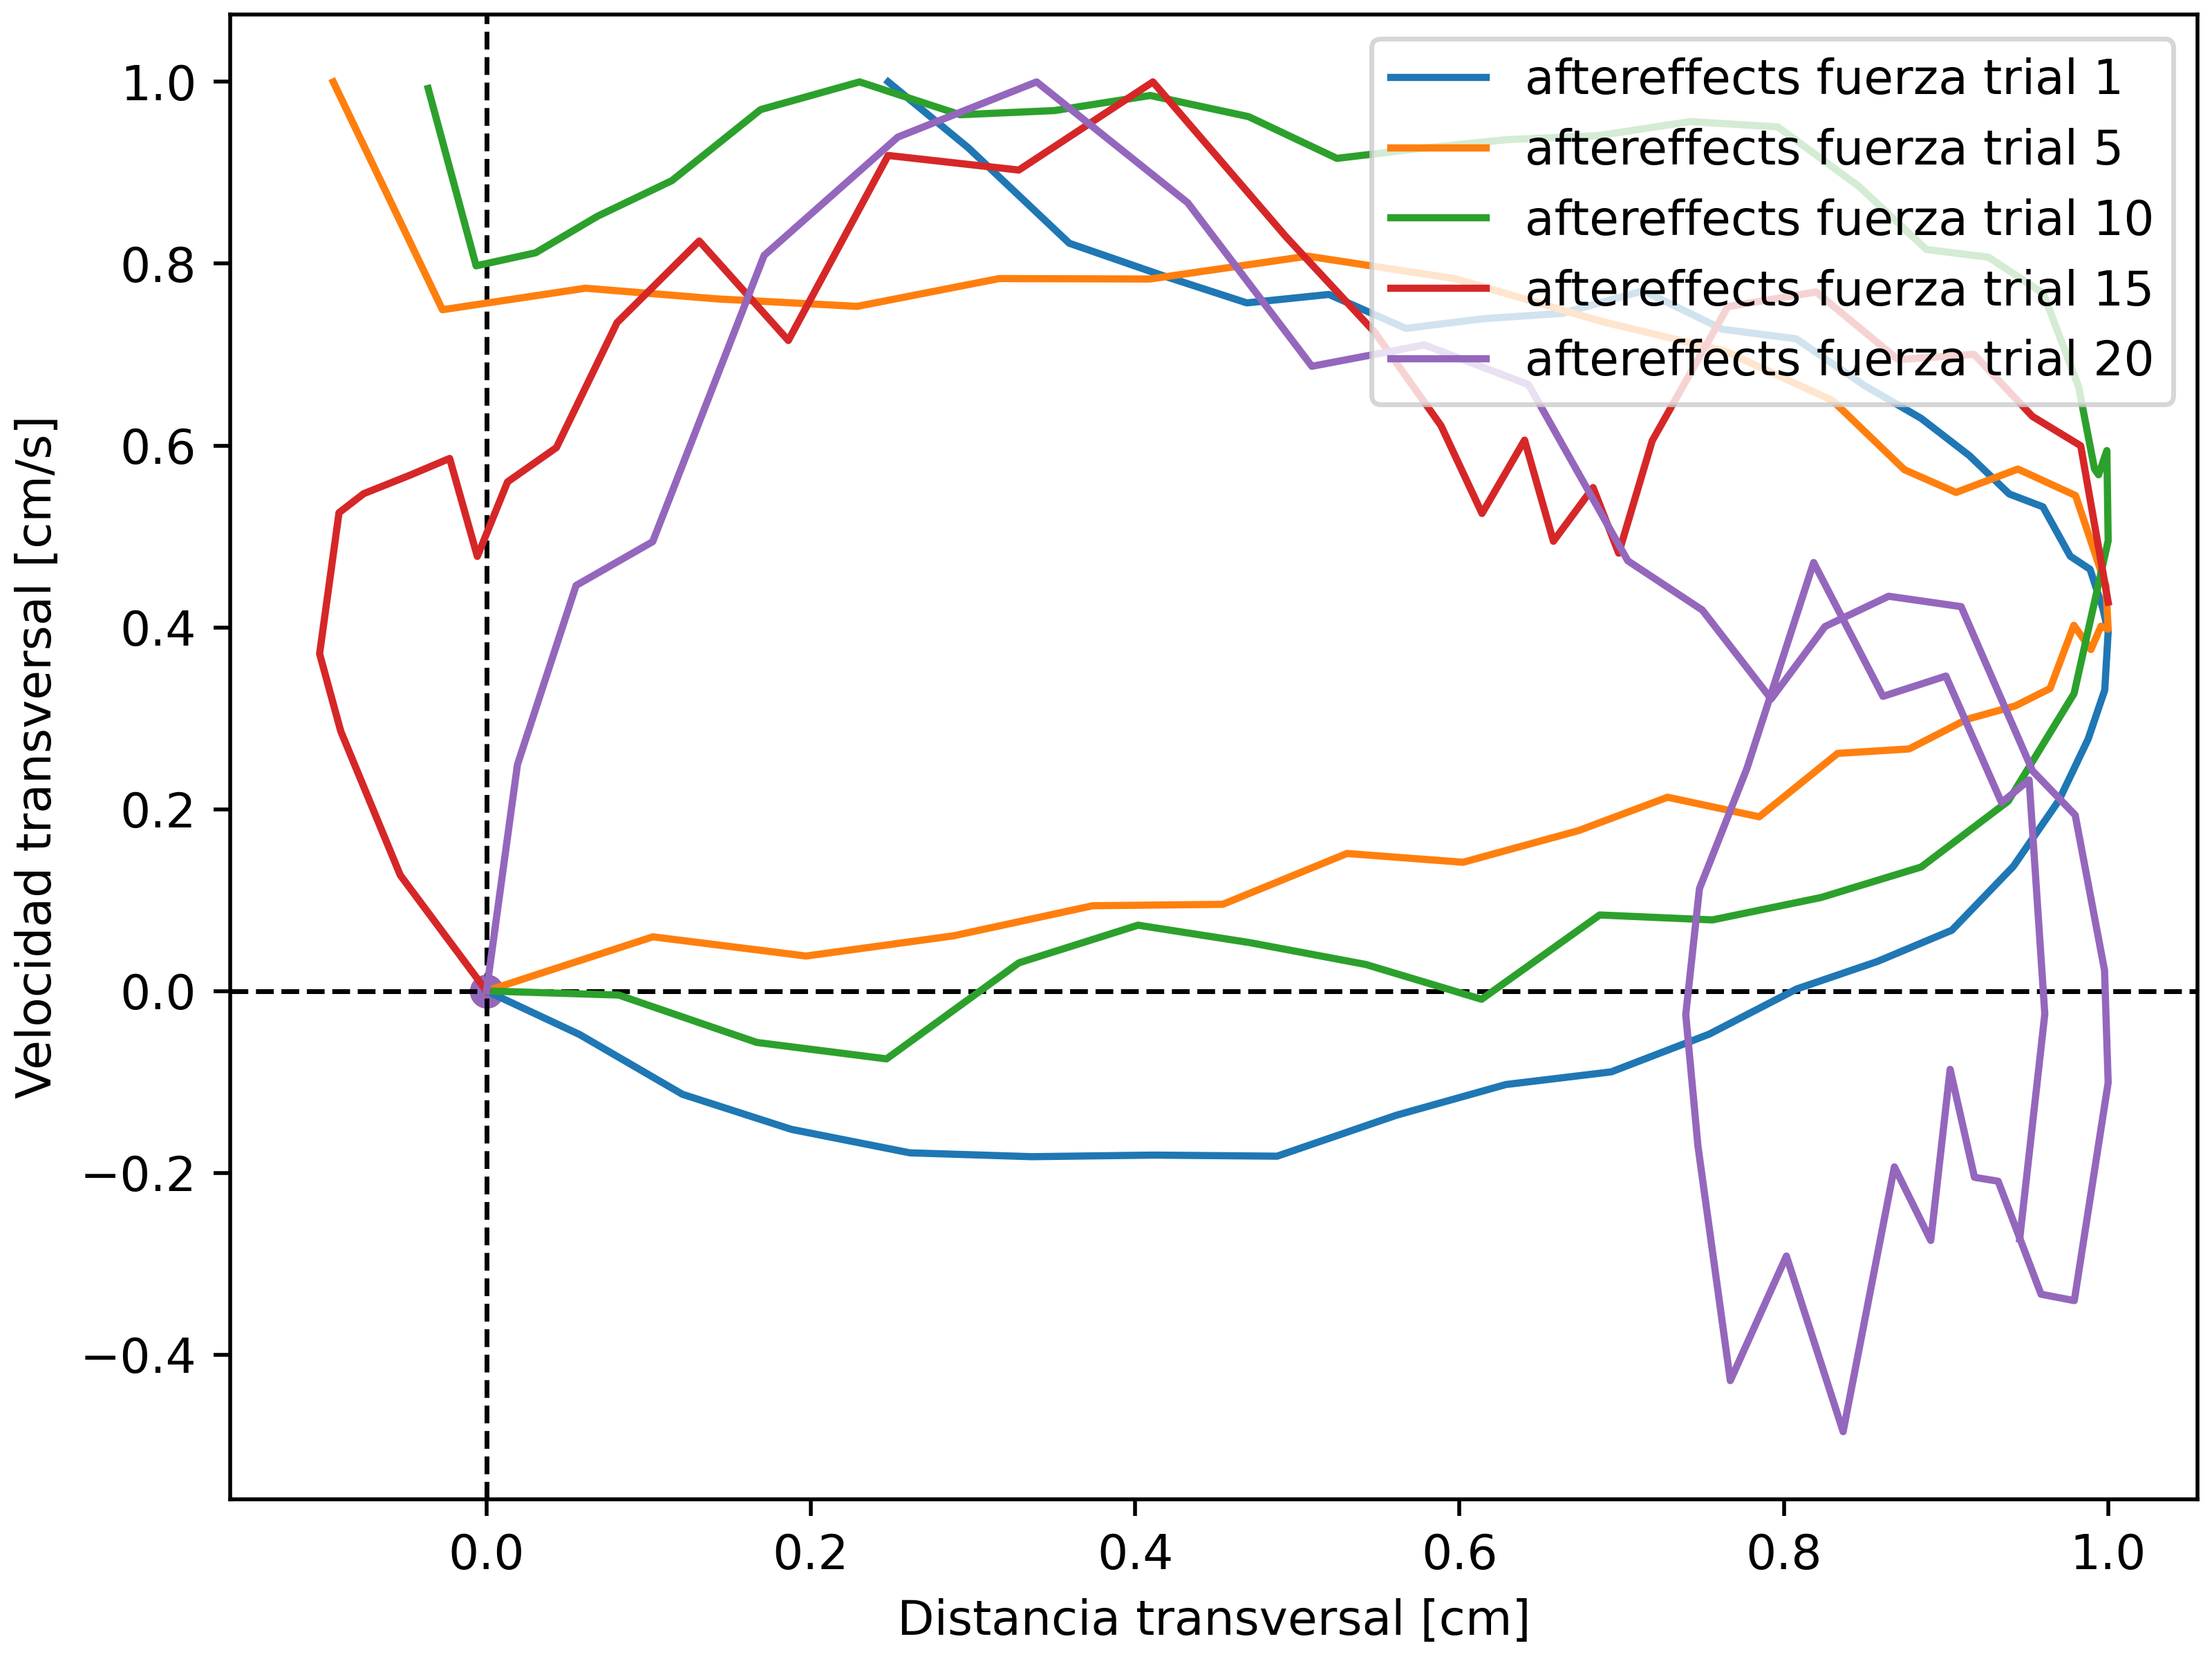 1.0
0.8
0.6
0.4
0.2
0.0
−0.2
−0.4
Velocidad transversal [cm/s]
aftereffects fuerza trial 1
aftereffects fuerza trial 5
aftereffects fuerza trial 10
aftereffects fuerza trial 15
aftereffects fuerza trial 20
0.0 0.2 0.4 0.6 0.8 1.0
Distancia transversal [cm]